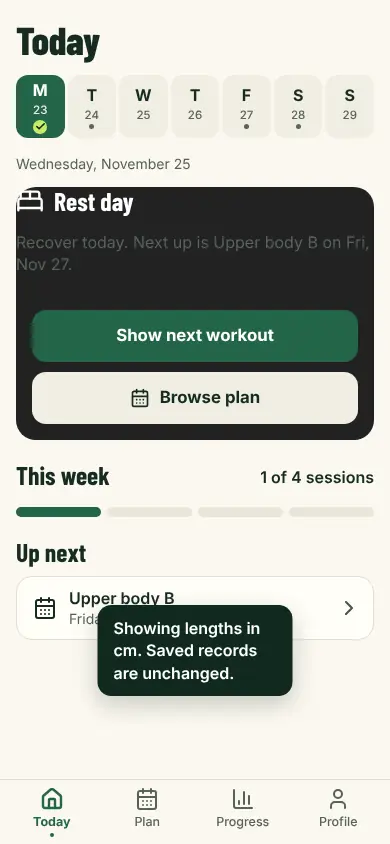 Today
M T W T F S S
23 24 25 26 27 28 29
Wednesday, November 25
Rest day
Recover today. Next up is Upper body B on Fri,
Nov 27.
Show next workout
Browse plan
This week 1 of 4 sessions
Up next
Upper body B
Showing lengths in
cm. Saved records
are unchanged.
Today Plan Progress Profile